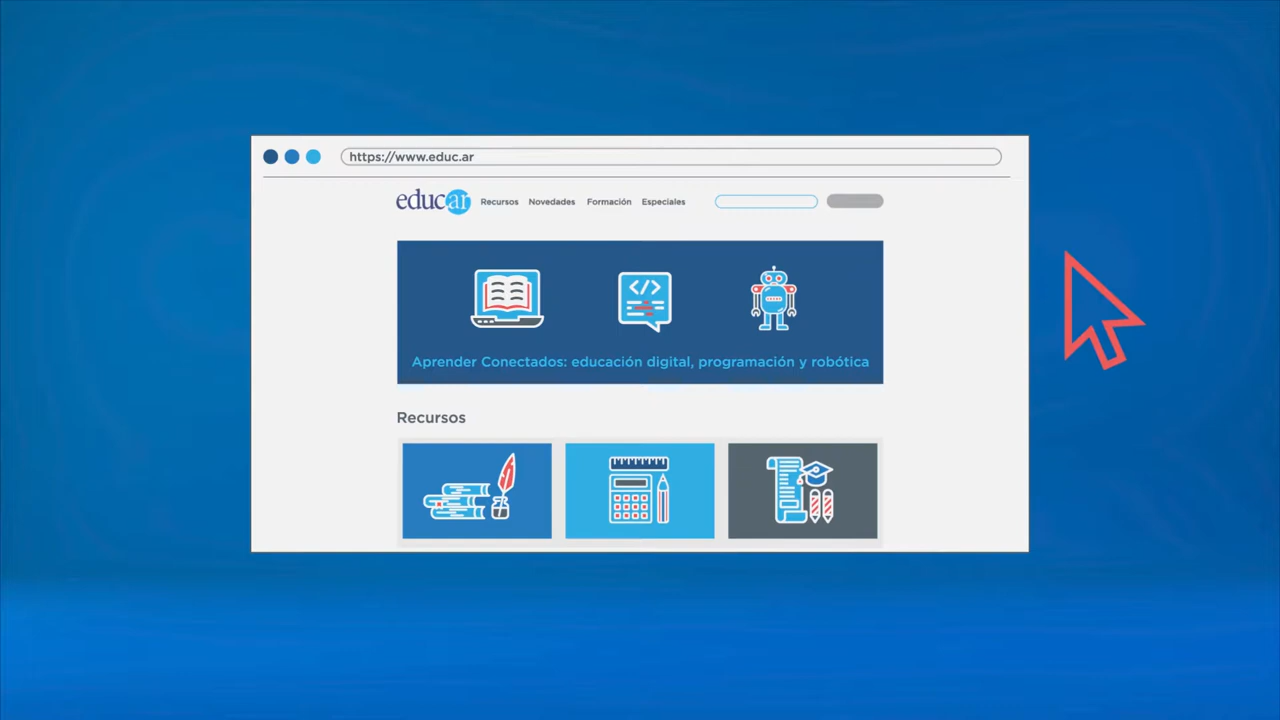 https://www.educ.ar
educar Recursos Novedades Formación Especiales
</>
Aprender Conectados: educación digital, programación y robótica
Recursos